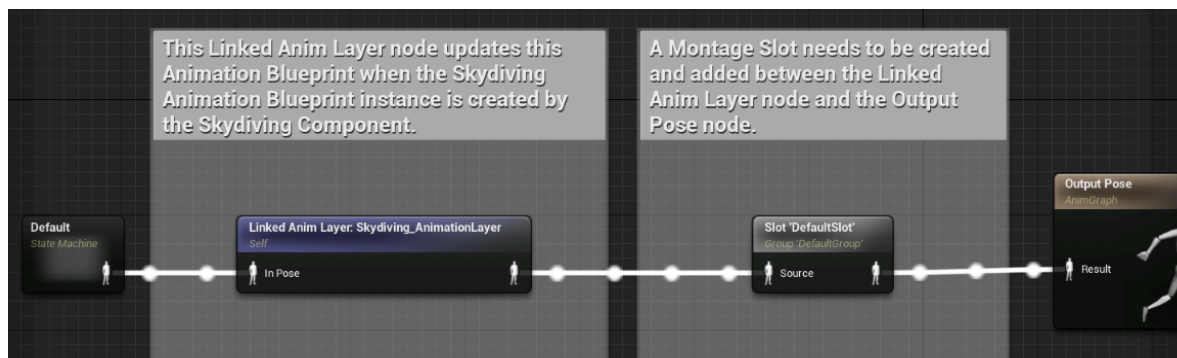 This Linked Anim Layer node updates this
Animation Blueprint when the Skydiving
Animation Blueprint instance is created by
the Skydiving Component.
A Montage Slot needs to be created
and added between the Linked
Anim Layer node and the Output
Pose node.
Default
State Machine
Linked Anim Layer: Skydiving_AnimationLayer
Self
In Pose
Slot 'DefaultSlot'
Group 'DefaultGroup'
Source
Output Pose
AnimGraph
Result